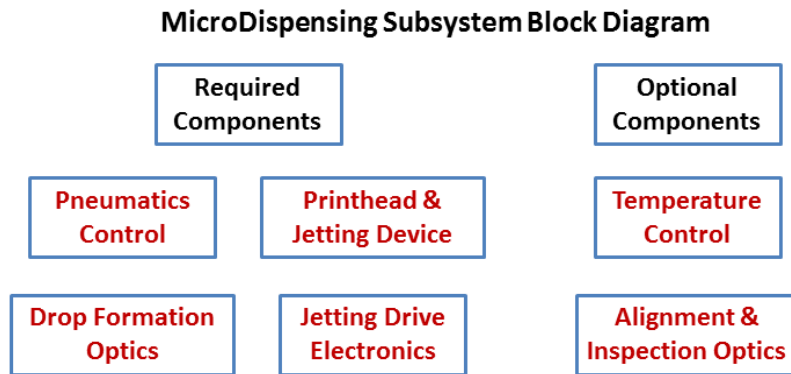 MicroDispensing Subsystem Block Diagram
Required
Components
Optional
Components
Pneumatics
Control
Printhead &
Jetting Device
Temperature
Control
Drop Formation
Optics
Jetting Drive
Electronics
Alignment &
Inspection Optics